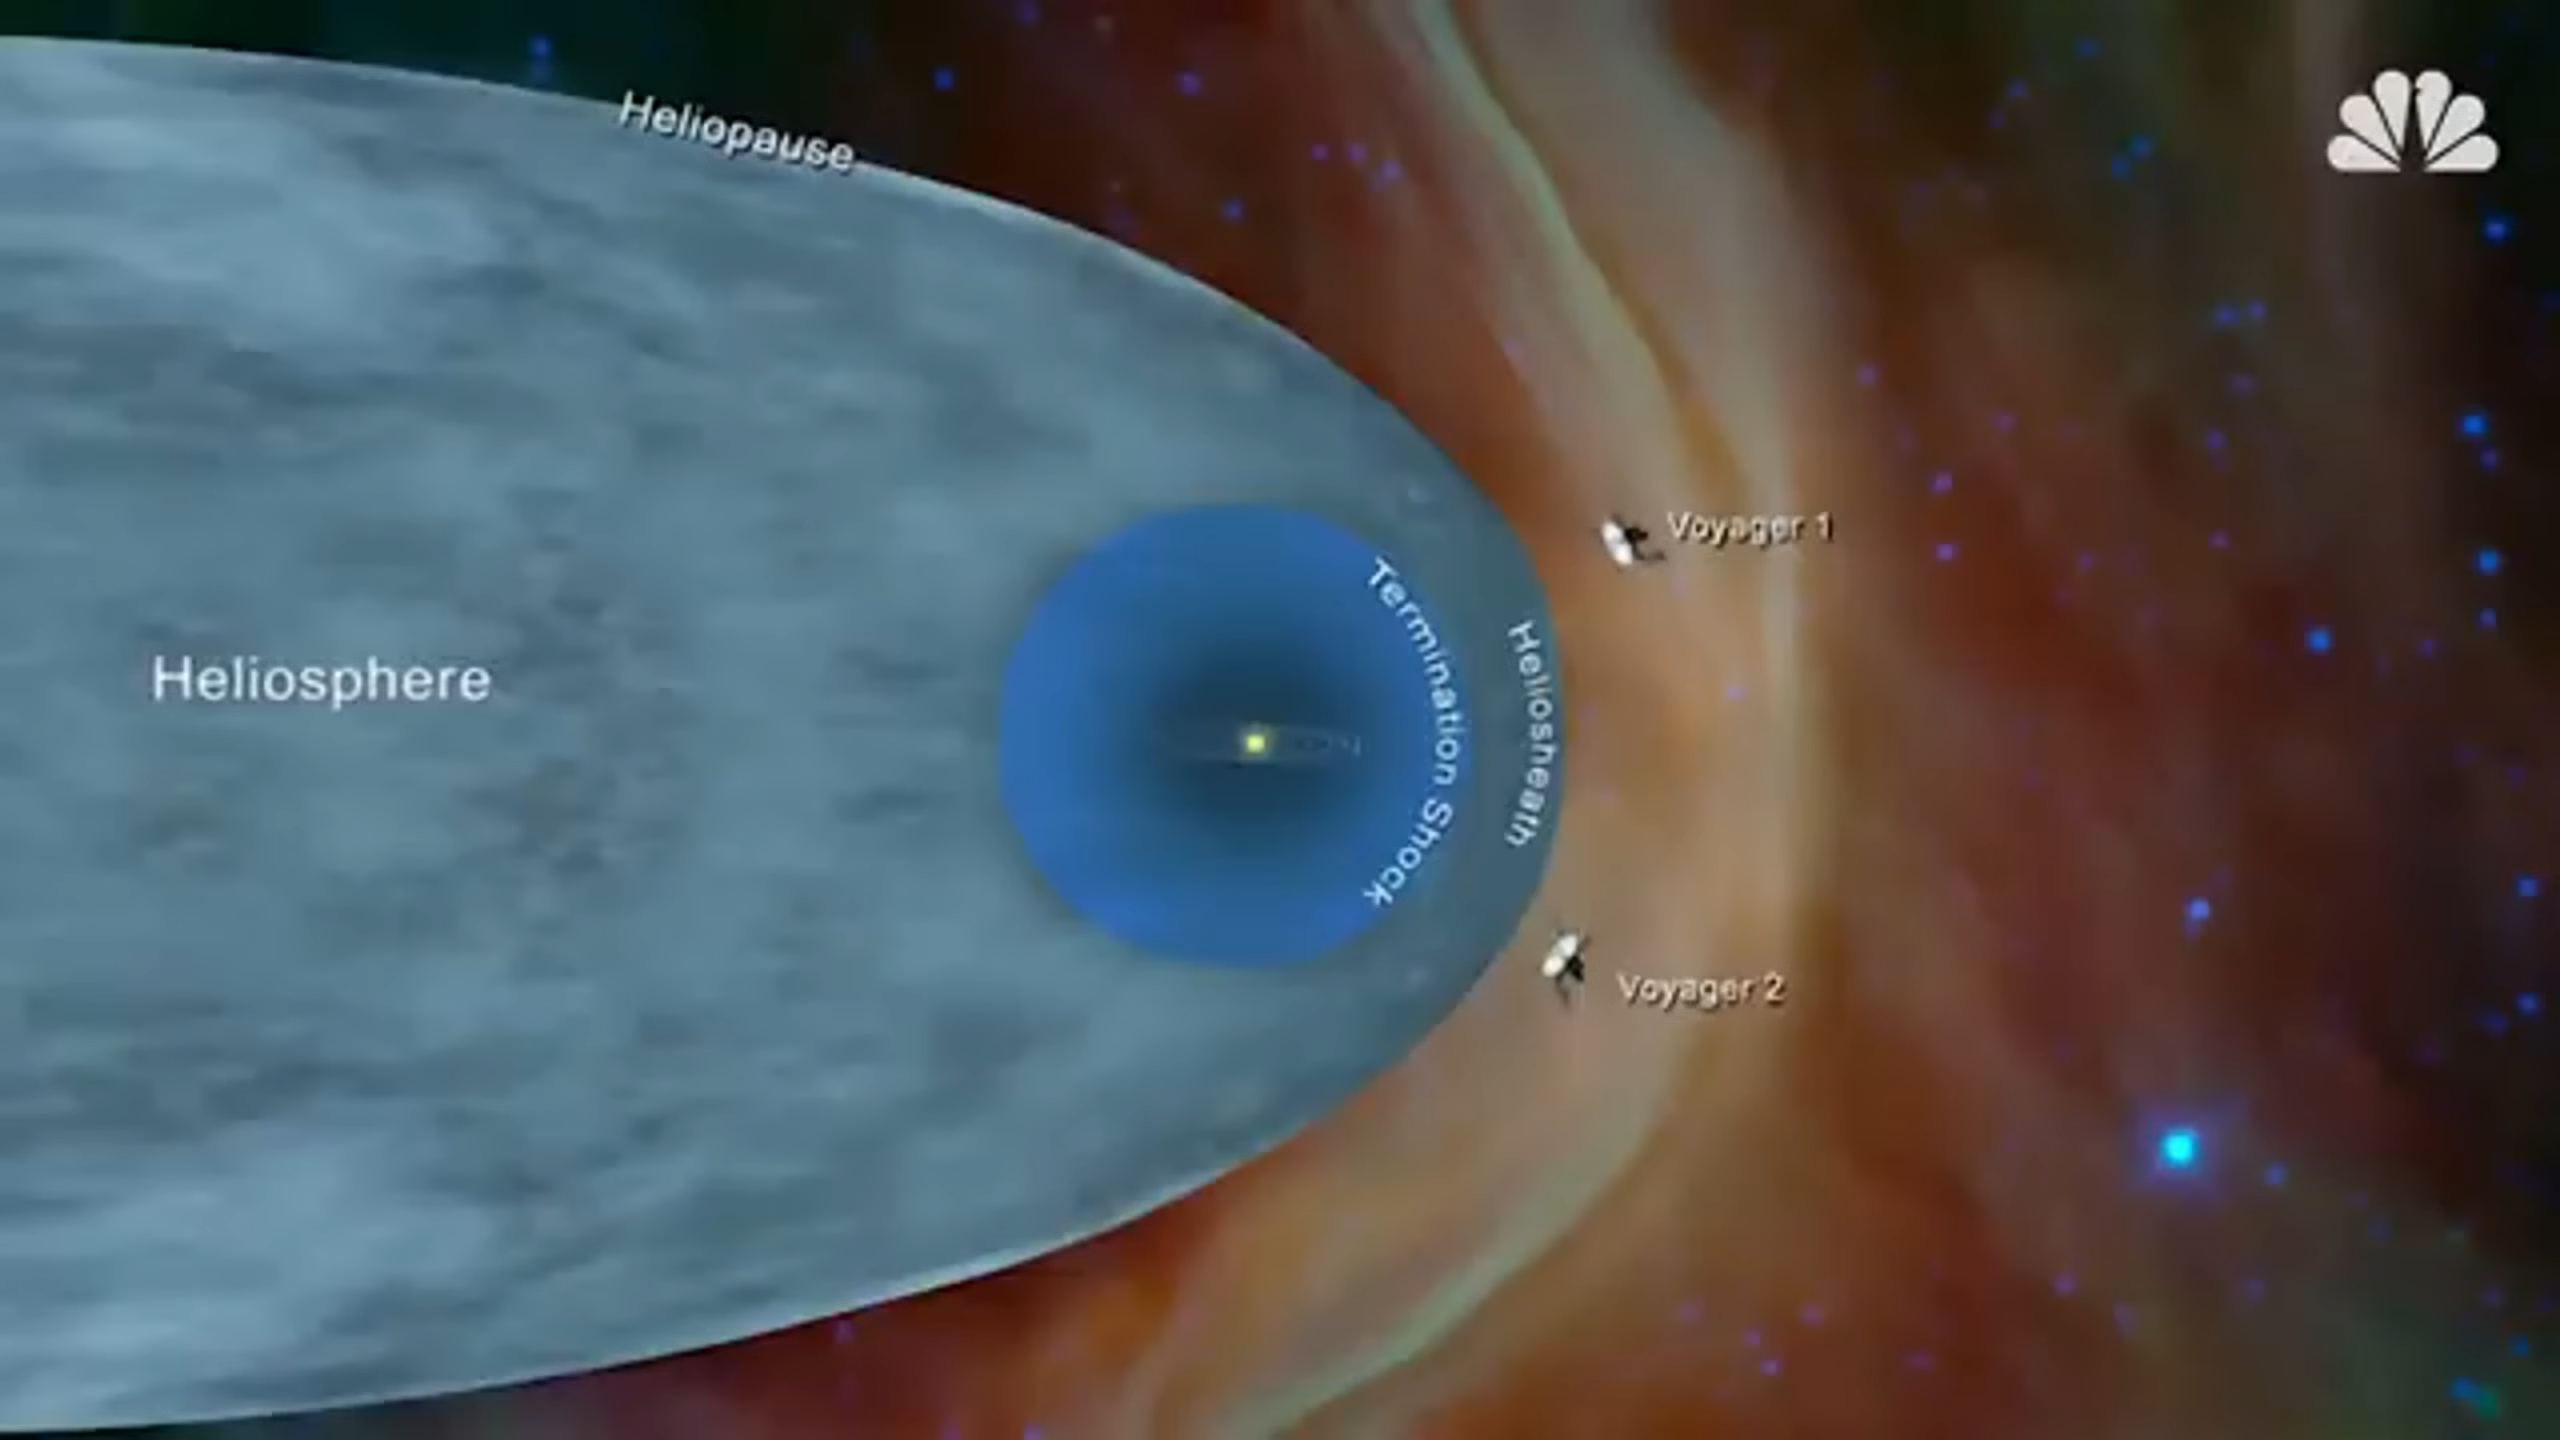 Heliopause
Voyager 1
Termination Shock
Heliosheath
Heliosphere
Voyager 2